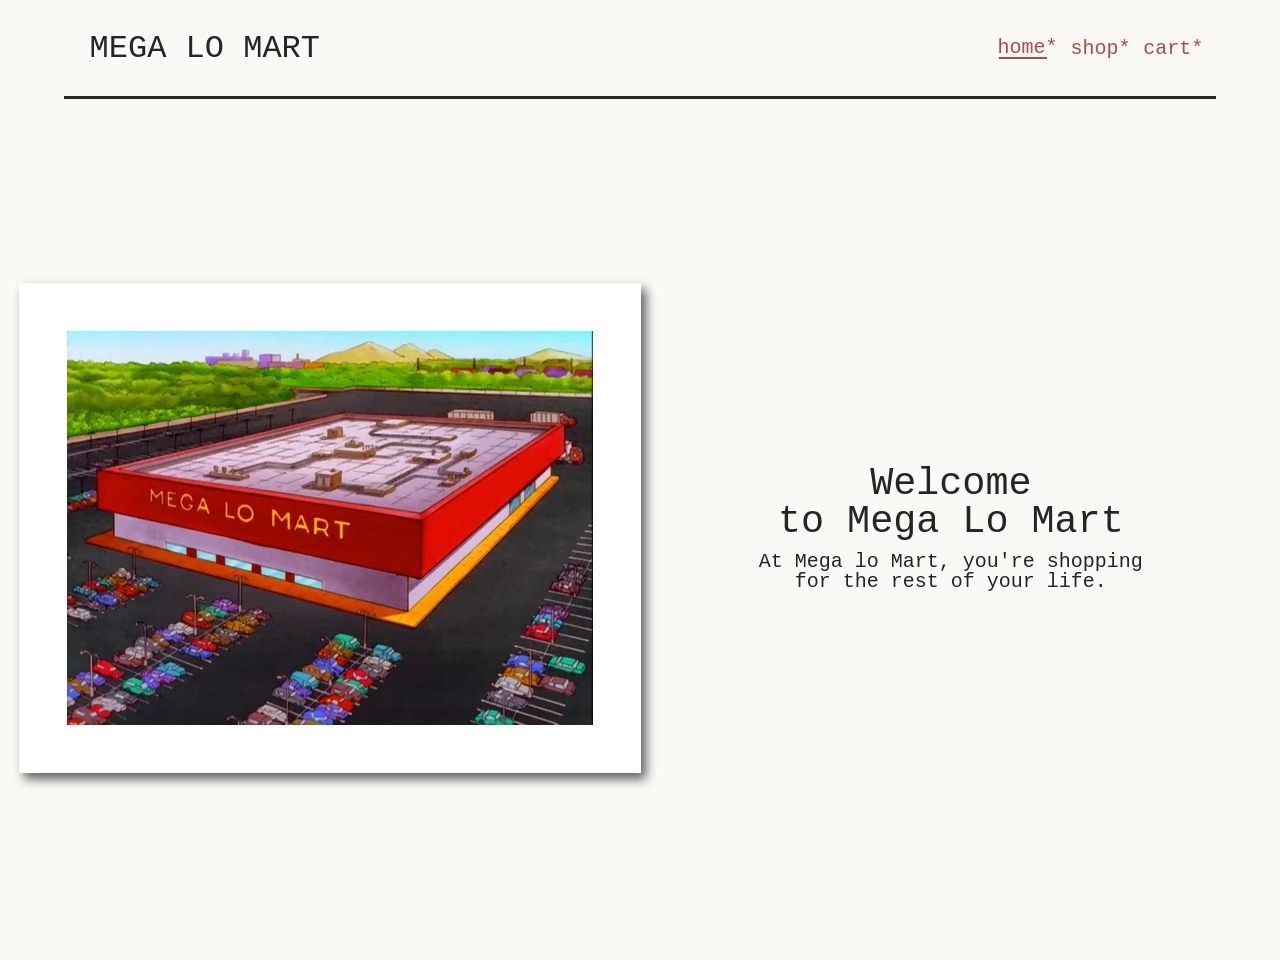 MEGA LO MART
home* shop* cart*
MEGA LO MART
Welcome
to Mega Lo Mart
At Mega lo Mart, you're shopping
for the rest of your life.